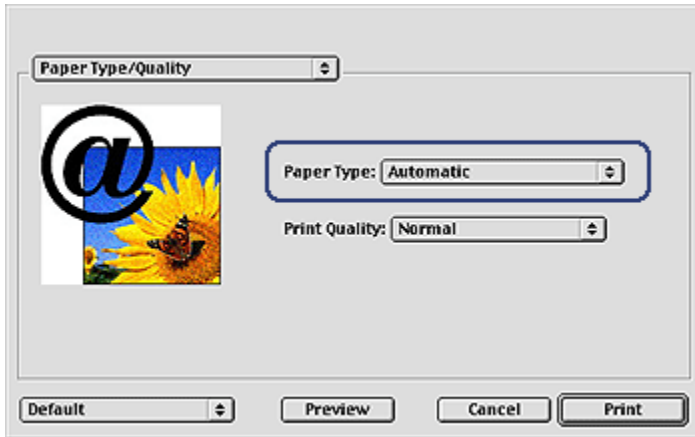 Paper Type/Quality
@
Paper Type: Automatic
Print Quality: Normal
Default Preview Cancel Print